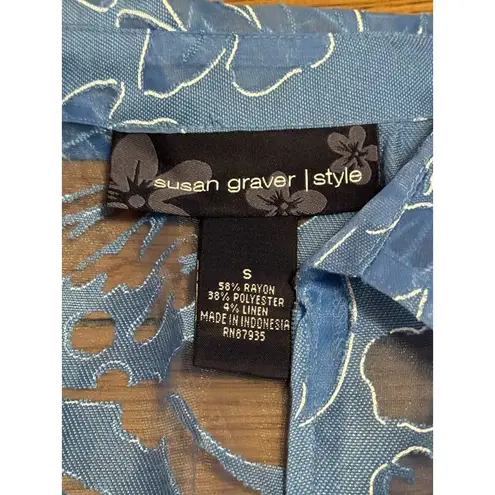 susan graver | style
S
58% RAYON
38% POLYESTER
4% LINEN
MADE IN INDONESIA
RN87935